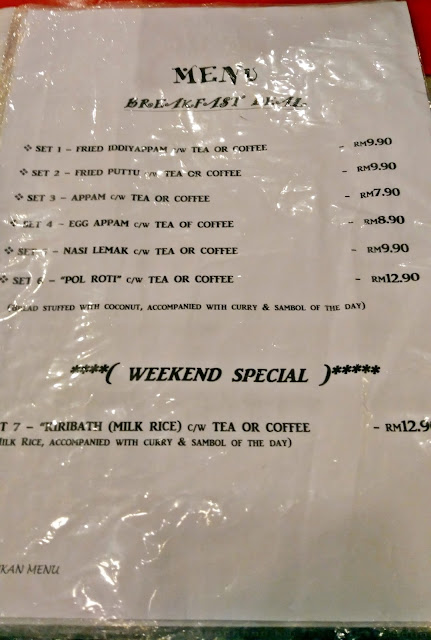 MENU
BREAKFAST MEAL
❖ SET 1 – FRIED IDDIYAPPAM C/W TEA OR COFFEE – RM9.90
❖ SET 2 – FRIED PUTTU C/W TEA OR COFFEE – RM9.90
❖ SET 3 – APPAM C/W TEA OR COFFEE – RM7.90
❖ SET 4 – EGG APPAM C/W TEA OF COFFEE – RM8.90
❖ SET – NASI LEMAK C/W TEA OR COFFEE – RM9.90
❖ SET 6 – "POL ROTI" C/W TEA OR COFFEE – RM12.90
STUFFED WITH COCONUT, ACCOMPANIED WITH CURRY & SAMBOL OF THE DAY)
****( WEEKEND SPECIAL )*****
T 7 – "RIRIBATH (MILK RICE) C/W TEA OR COFFEE – RM12.9
MILK RICE, ACCOMPANIED WITH CURRY & SAMBOL OF THE DAY)
KAN MENU